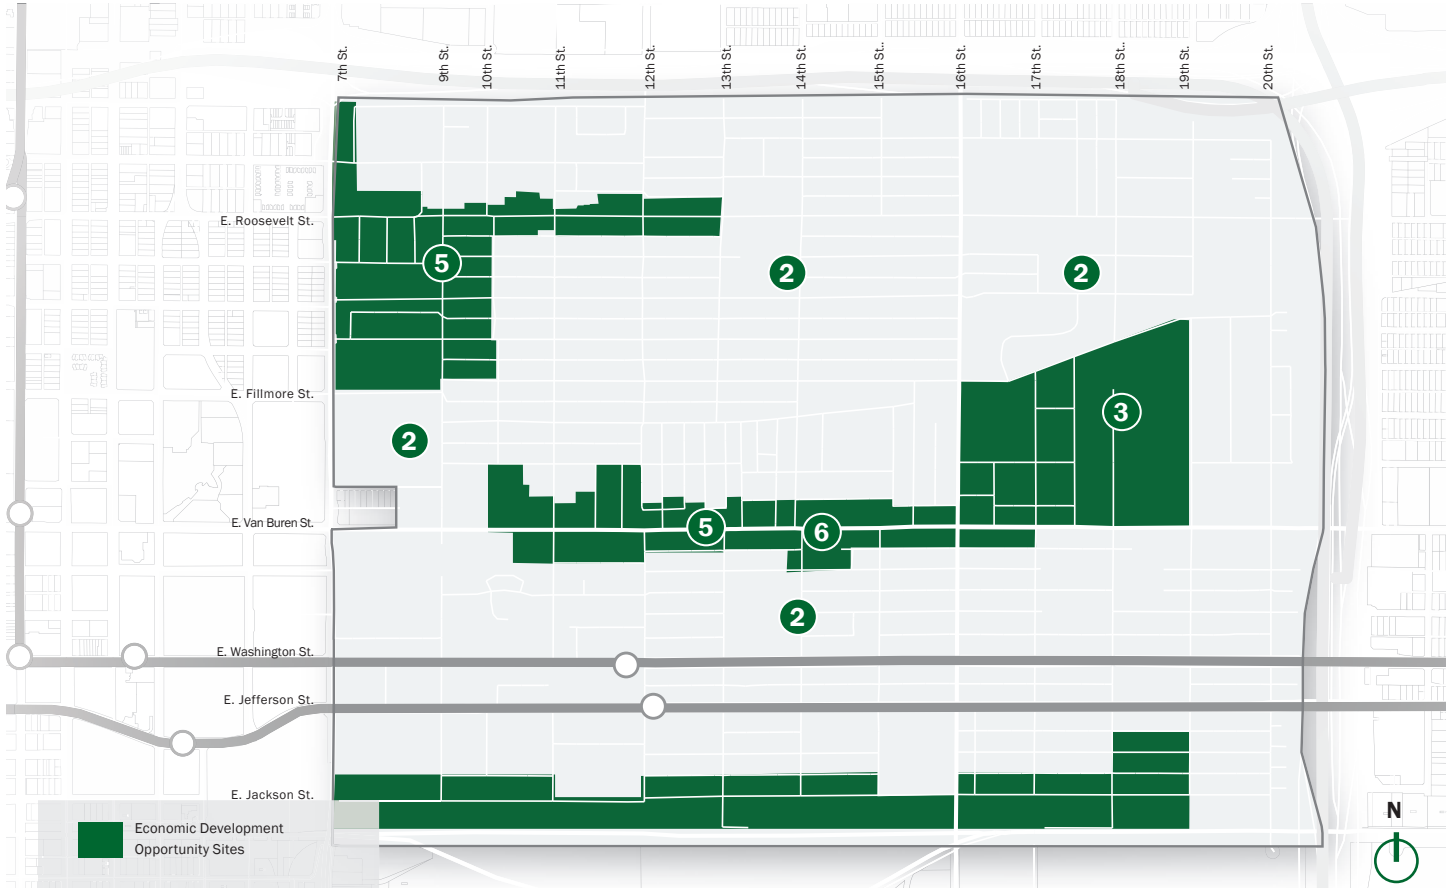 7th St.
9th St.
10th St.
11th St.
12th St.
13th St.
14th St.
15th St.
16th St.
17th St.
18th St..
19th St.
20th St.
E. Roosevelt St.
5
2
2
E. Fillmore St.
3
2
E. Van Buren St.
5
6
2
E. Washington St.
E. Jefferson St.
E. Jackson St.
N
Economic Development
Opportunity Sites